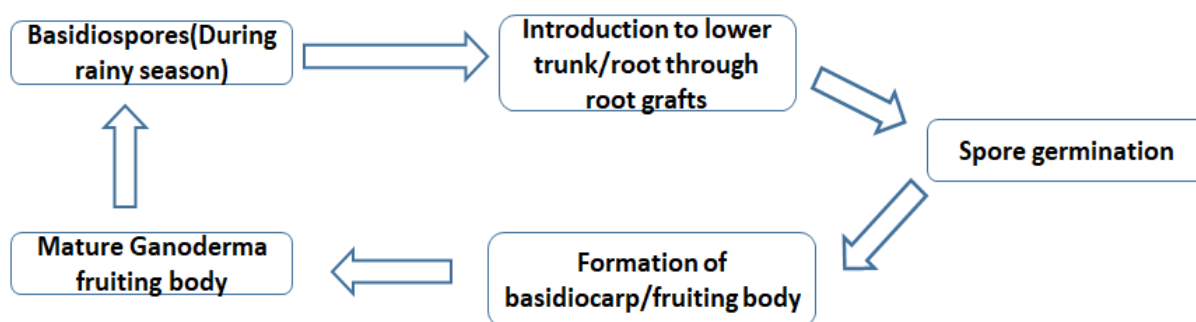 Basidiospores(During
rainy season)
Introduction to lower
trunk/root through
root grafts
Spore germination
Formation of
basidiocarp/fruiting body
Mature Ganoderma
fruiting body